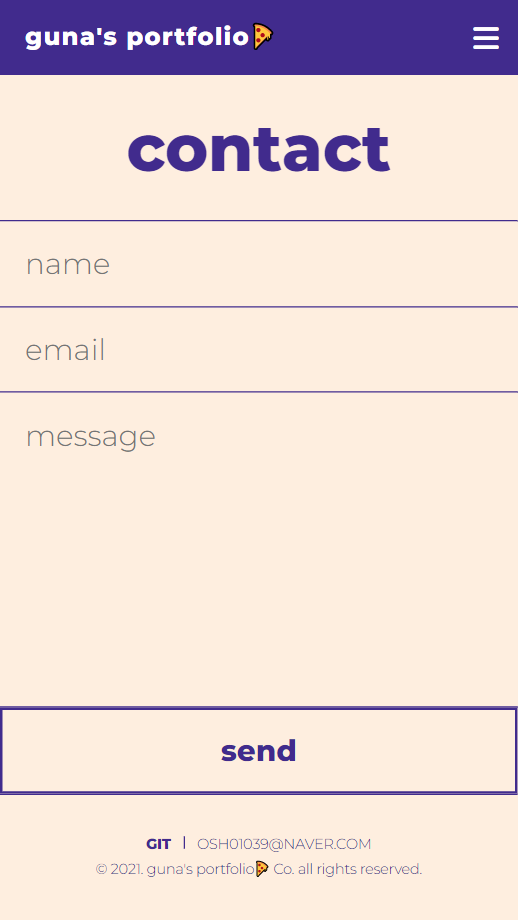 guna's portfolio🍕
contact
name
email
message
send
GIT | OSH01039@NAVER.COM
© 2021. guna's portfolio🍕 Co. all rights reserved.